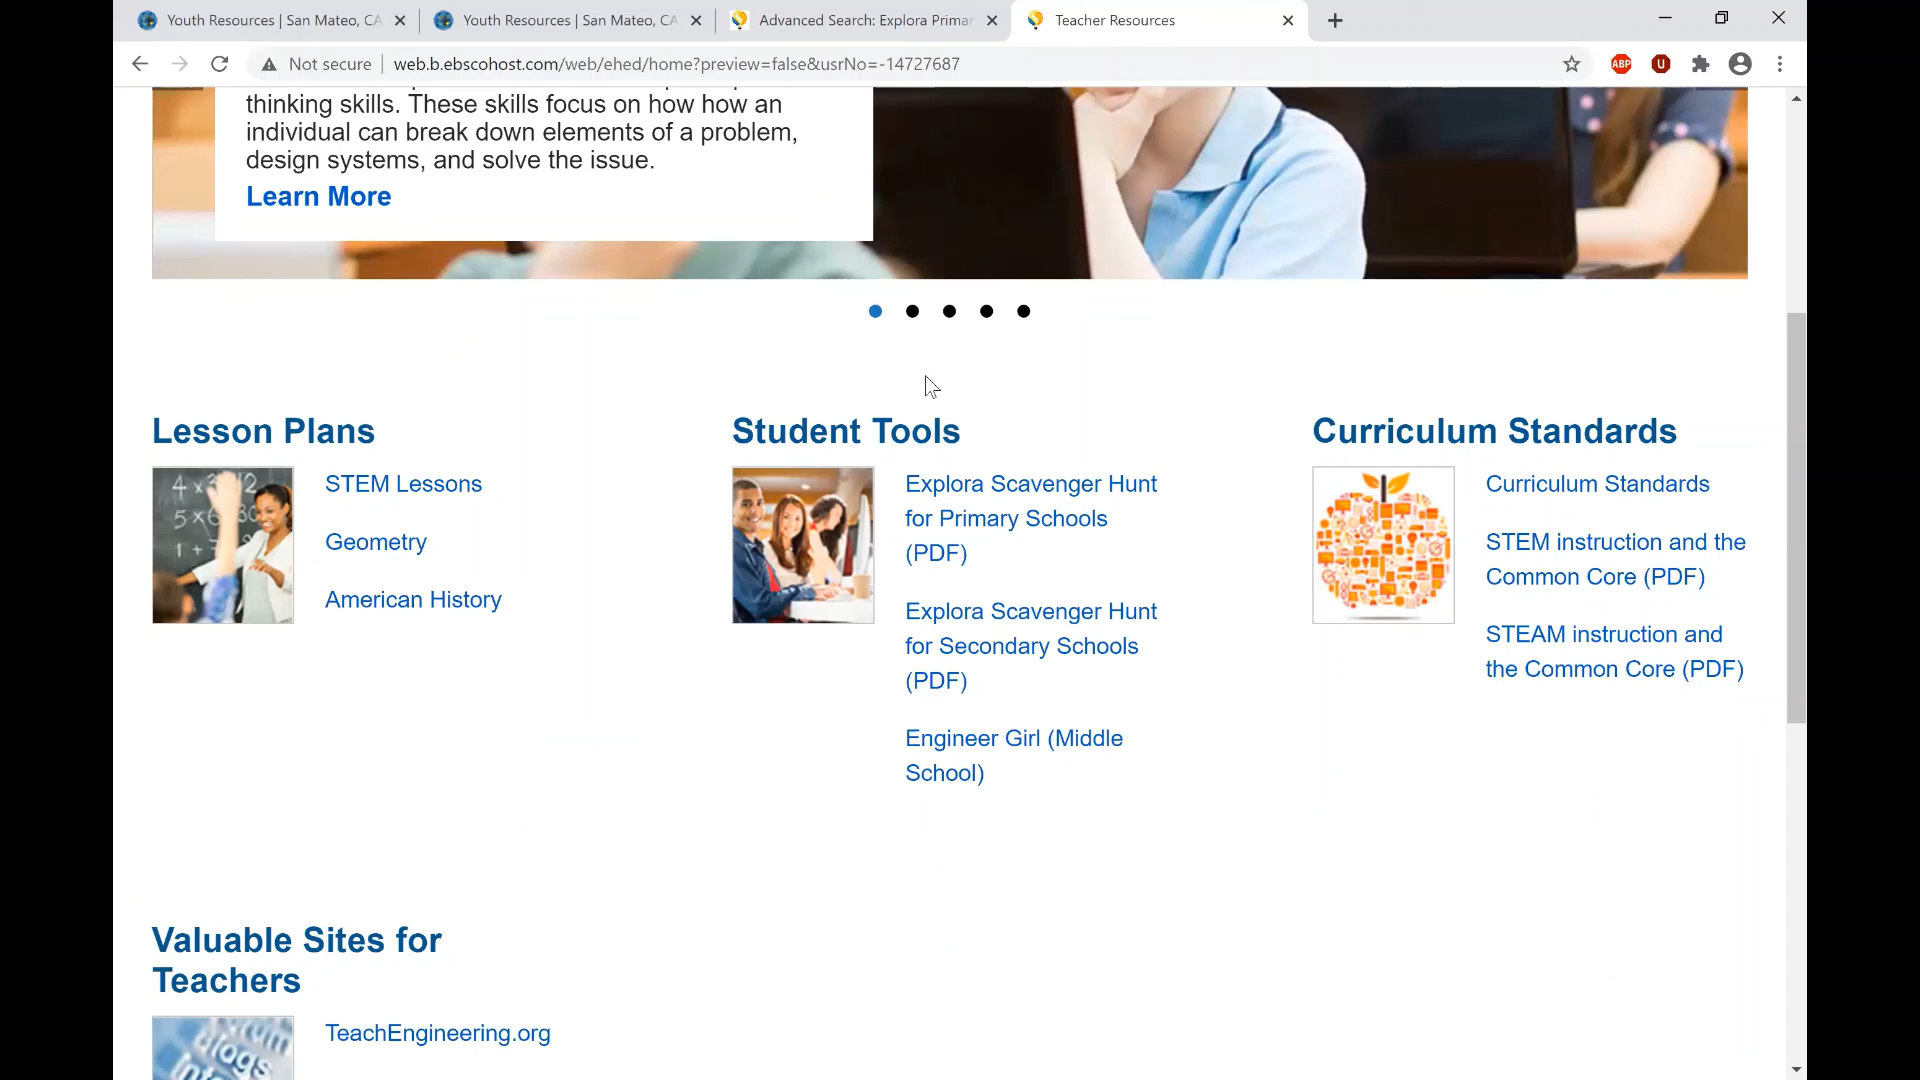 Youth Resources | San Mateo, CA
Youth Resources | San Mateo, CA
Advanced Search: Explora Primar
Teacher Resources
Not secure
web.b.ebscohost.com/web/ehed/home?preview=false&usrNo=-14727687
ABP
U
thinking skills. These skills focus on how how an
individual can break down elements of a problem,
design systems, and solve the issue.
Learn More
Lesson Plans
STEM Lessons
Geometry
American History
Student Tools
Explora Scavenger Hunt
for Primary Schools
(PDF)
Explora Scavenger Hunt
for Secondary Schools
(PDF)
Engineer Girl (Middle
School)
Curriculum Standards
Curriculum Standards
STEM instruction and the
Common Core (PDF)
STEAM instruction and
the Common Core (PDF)
Valuable Sites for
Teachers
blogs
TeachEngineering.org